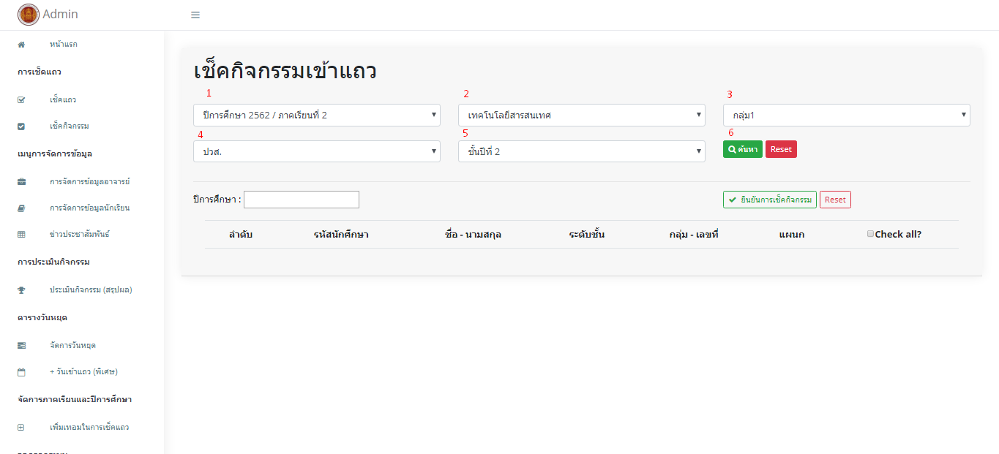 Admin
หน้าแรก
การเช็คแถว
เช็คแถว
เช็คกิจกรรม
เมนูการจัดการข้อมูล
การจัดการข้อมูลอาจารย์
การจัดการข้อมูลนักเรียน
ข่าวประชาสัมพันธ์
การประเมินกิจกรรม
ประเมินกิจกรรม (สรุปผล)
ตารางวันหยุด
จัดการวันหยุด
+ วันเข้าแถว (พิเศษ)
จัดการภาคเรียนและปีการศึกษา
เพิ่มเทอมในการเช็คแถว
เช็คกิจกรรมเข้าแถว
1 2 3
ปีการศึกษา 2562 / ภาคเรียนที่ 2 เทคโนโลยีสารสนเทศ กลุ่ม1
4 5 6
ปวส. ชั้นปีที่ 2 ค้นหา Reset
ปีการศึกษา : ยืนยันการเช็คกิจกรรม Reset
ลำดับ รหัสนักศึกษา ชื่อ - นามสกุล ระดับชั้น กลุ่ม - เลขที่ แผนก Check all?